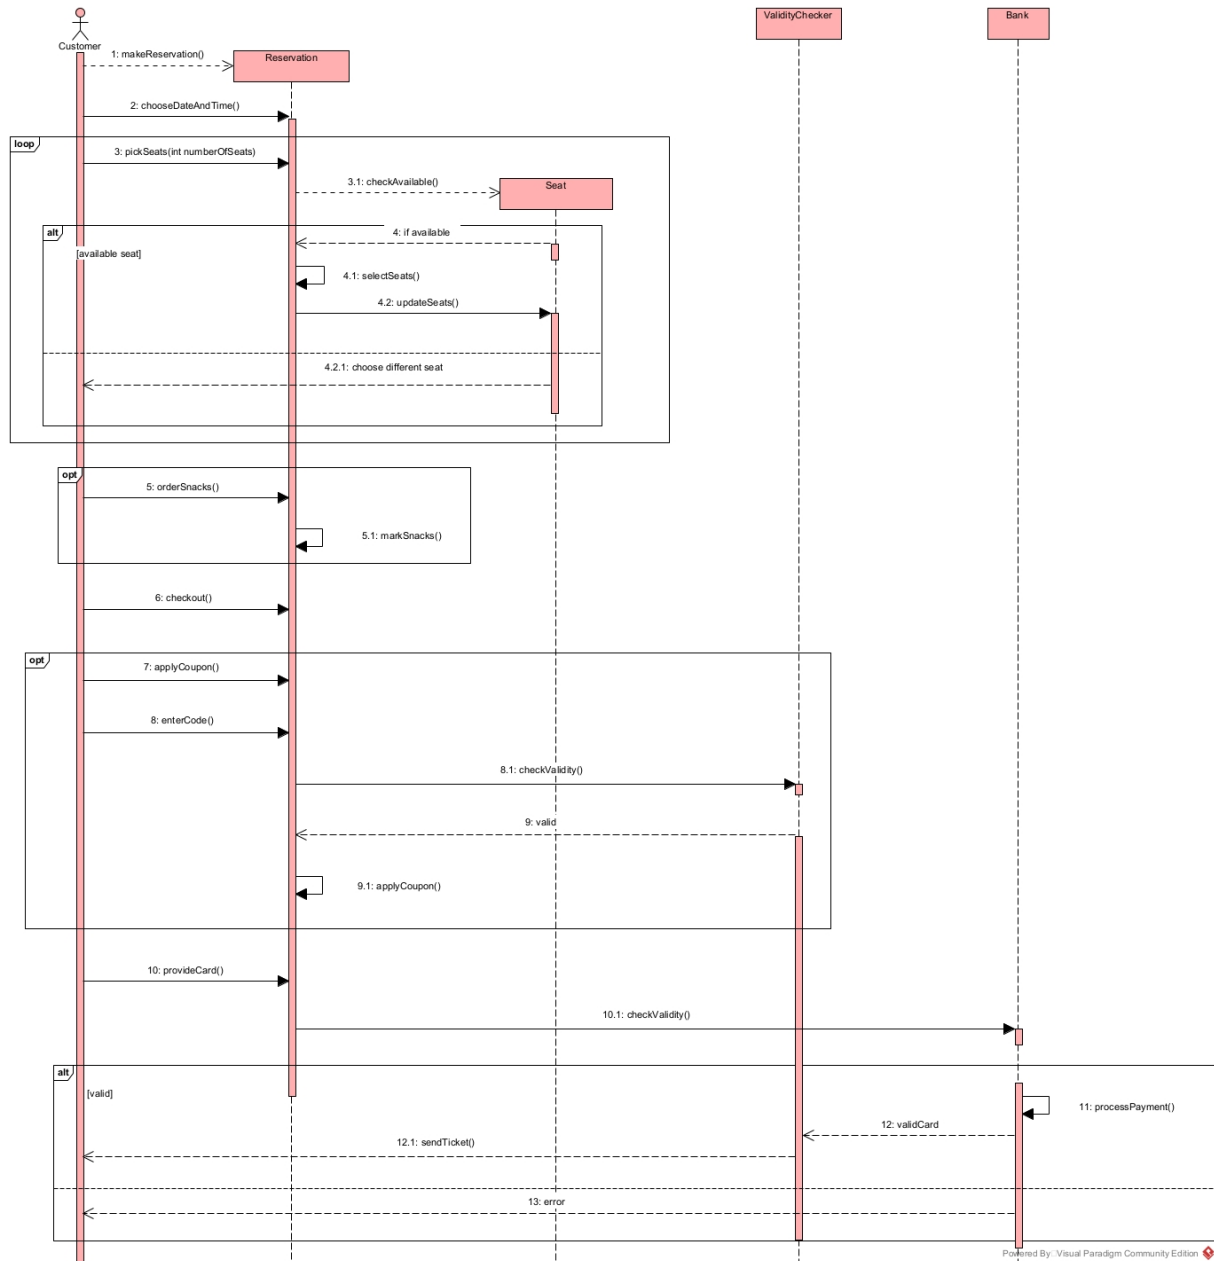 ValidityChecker
Bank
Customer
1: makeReservation()
Reservation
2: chooseDateAndTime()
loop
3: pickSeats(int numberOfSeats)
3.1: checkAvailable()
Seat
alt
4: if available
[available seat]
4.1: selectSeats()
4.2: updateSeats()
4.2.1: choose different seat
opt
5: orderSnacks()
5.1: markSnacks()
6: checkout()
opt
7: applyCoupon()
8: enterCode()
8.1: checkValidity()
9: valid
9.1: applyCoupon()
10: provideCard()
10.1: checkValidity()
alt
[valid]
11: processPayment()
12: validCard
12.1: sendTicket()
13: error
Powered By Visual Paradigm Community Edition